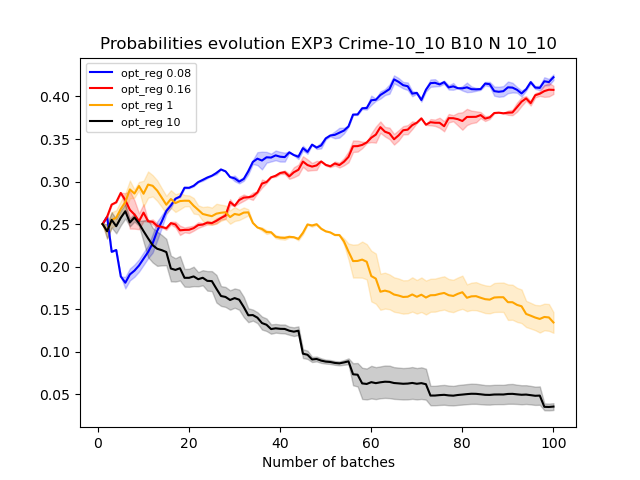 Probabilities evolution EXP3 Crime-10_10 B10 N 10_10
opt_reg 0.08
opt_reg 0.16
opt_reg 1
opt_reg 10
0.40
0.35
0.30
0.25
0.20
0.15
0.10
0.05
0 20 40 60 80 100
Number of batches